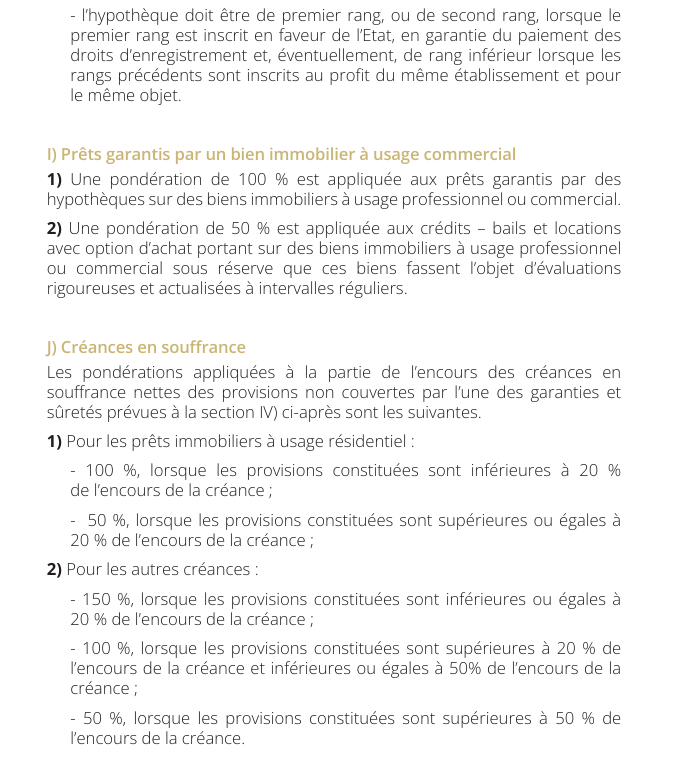 - l’hypothèque doit être de premier rang, ou de second rang, lorsque le
premier rang est inscrit en faveur de l’Etat, en garantie du paiement des
droits d’enregistrement et, éventuellement, de rang inférieur lorsque les
rangs précédents sont inscrits au profit du même établissement et pour
le même objet.
I) Prêts garantis par un bien immobilier à usage commercial
1) Une pondération de 100 % est appliquée aux prêts garantis par des
hypothèques sur des biens immobiliers à usage professionnel ou commercial.
2) Une pondération de 50 % est appliquée aux crédits – bails et locations
avec option d’achat portant sur des biens immobiliers à usage professionnel
ou commercial sous réserve que ces biens fassent l’objet d’évaluations
rigoureuses et actualisées à intervalles réguliers.
J) Créances en souffrance
Les pondérations appliquées à la partie de l’encours des créances en
souffrance nettes des provisions non couvertes par l’une des garanties et
sûretés prévues à la section IV) ci-après sont les suivantes.
1) Pour les prêts immobiliers à usage résidentiel :
- 100 %, lorsque les provisions constituées sont inférieures à 20 %
de l’encours de la créance ;
- 50 %, lorsque les provisions constituées sont supérieures ou égales à
20 % de l’encours de la créance ;
2) Pour les autres créances :
- 150 %, lorsque les provisions constituées sont inférieures ou égales à
20 % de l’encours de la créance ;
- 100 %, lorsque les provisions constituées sont supérieures à 20 % de
l’encours de la créance et inférieures ou égales à 50% de l’encours de la
créance ;
- 50 %, lorsque les provisions constituées sont supérieures à 50 % de
l’encours de la créance.